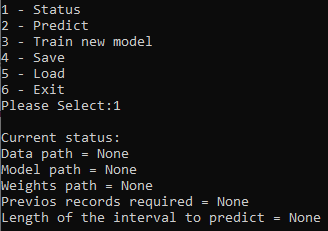 1 - Status
2 - Predict
3 - Train new model
4 - Save
5 - Load
6 - Exit
Please Select:1
Current status:
Data path = None
Model path = None
Weights path = None
Previos records required = None
Length of the interval to predict = None